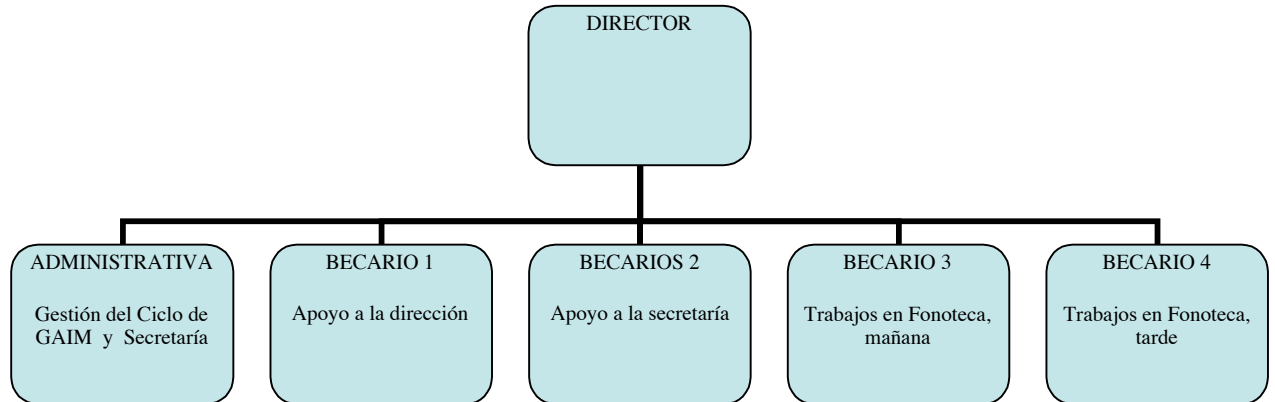 DIRECTOR
ADMINISTRATIVA
Gestión del Ciclo de
GAIM y Secretaría
BECARIO 1
Apoyo a la dirección
BECARIOS 2
Apoyo a la secretaría
BECARIO 3
Trabajos en Fonoteca,
mañana
BECARIO 4
Trabajos en Fonoteca,
tarde